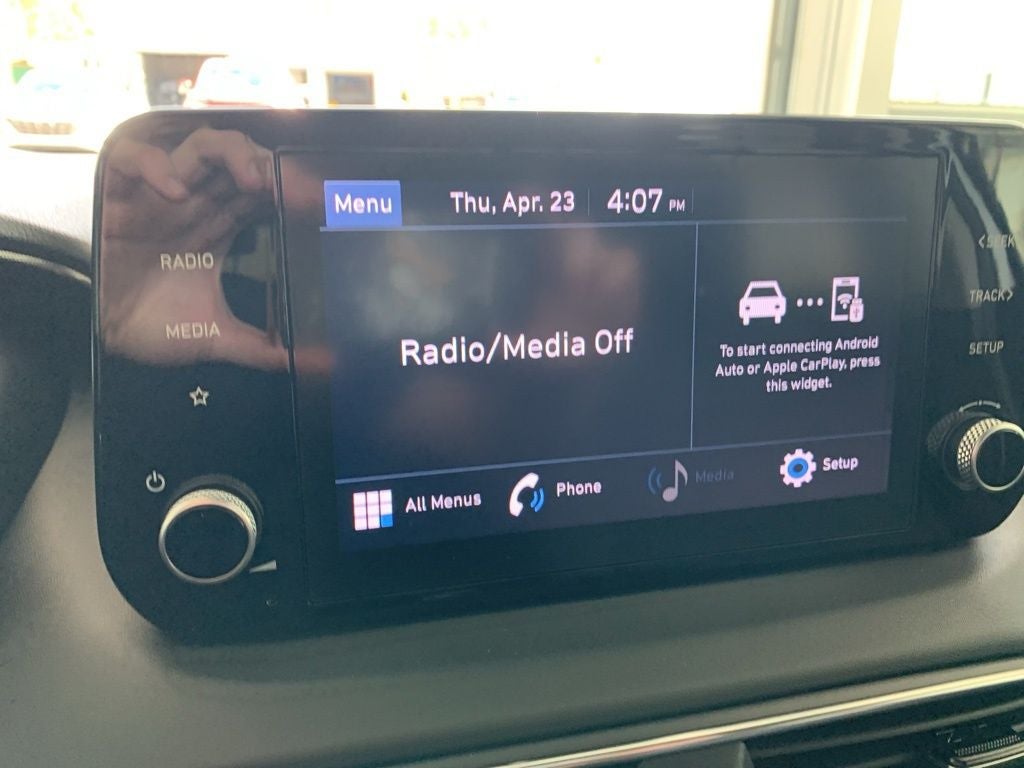 Menu
Thu, Apr. 23
4:07 PM
RADIO
MEDIA
Radio/Media Off
To start connecting Android
Auto or Apple CarPlay, press
this widget.
<SEEK
TRACK>
SETUP
All Menus
Phone
Media
Setup